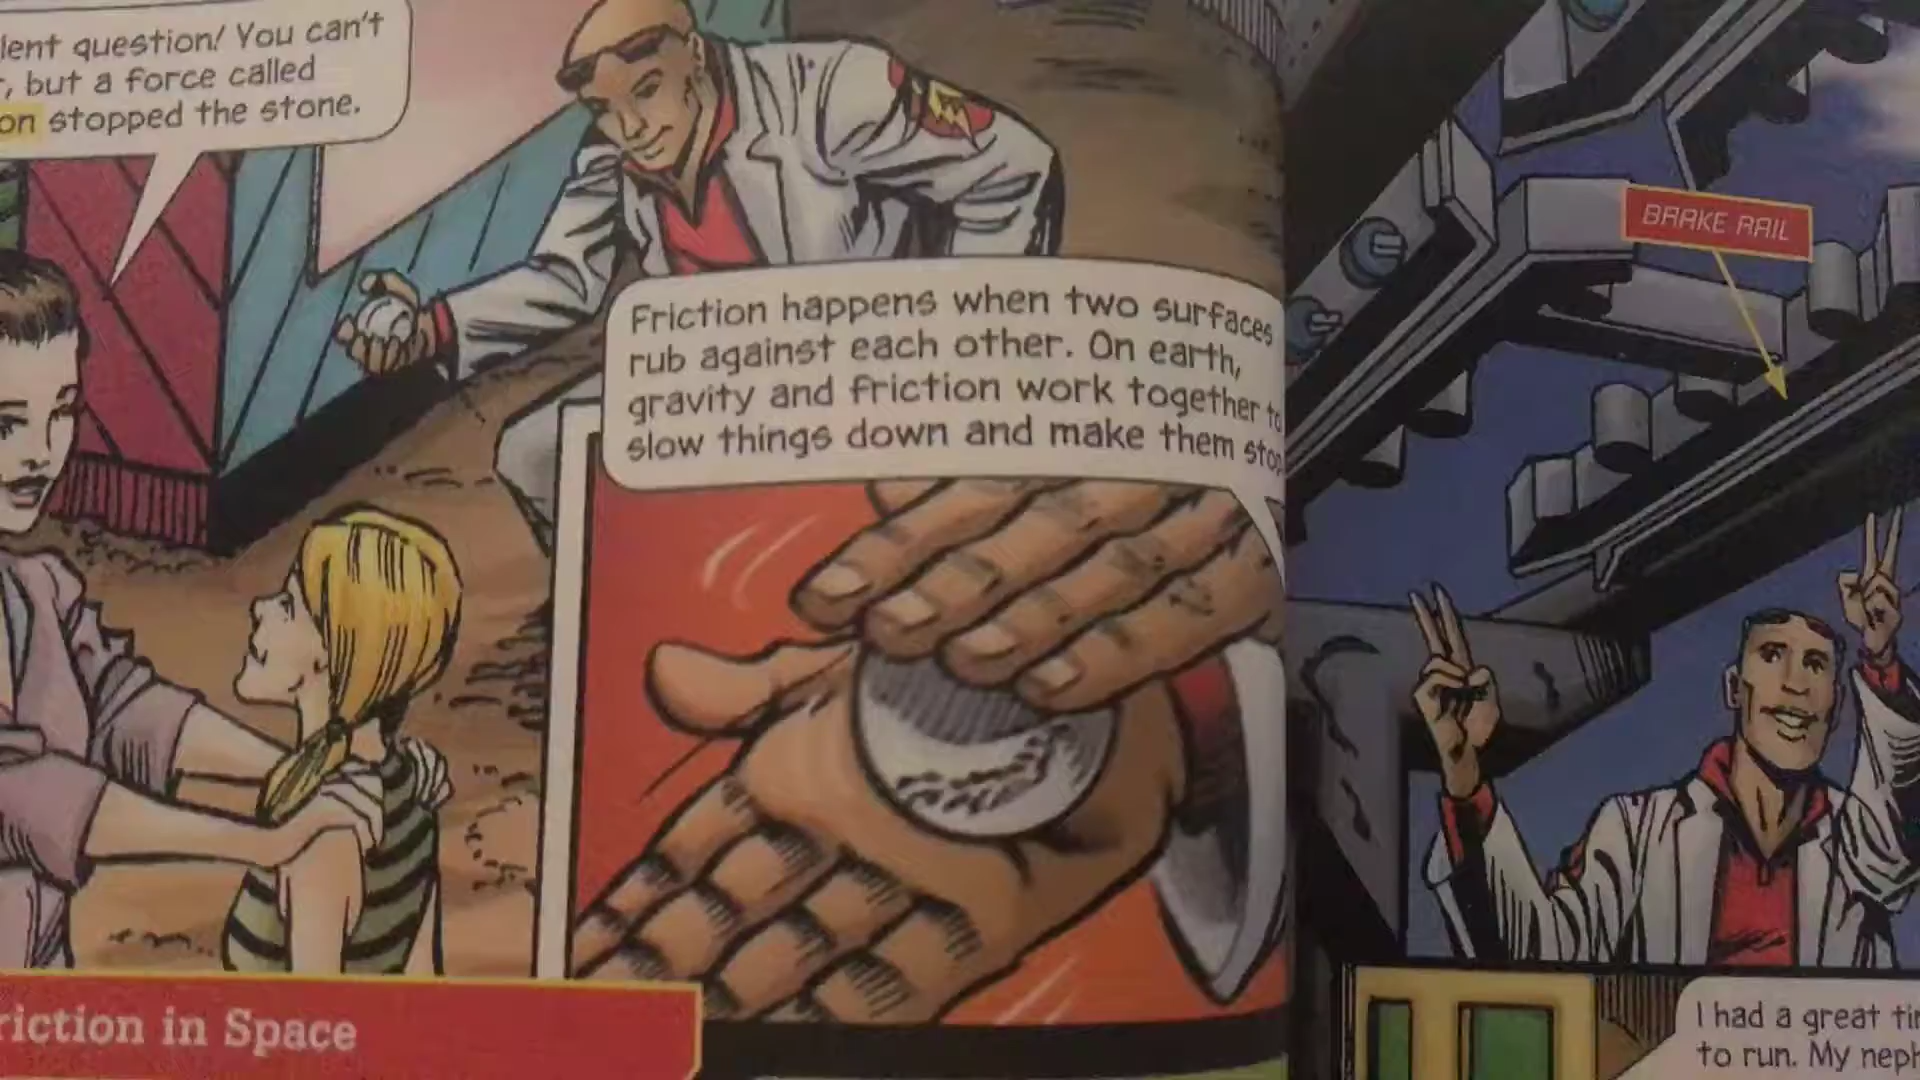 lent question! You can't
, but a force called
on stopped the stone.
Friction happens when two surfaces
rub against each other. On earth,
gravity and friction work together to
slow things down and make them stop
riction in Space
BRAKE RAIL
I had a great
to run. My